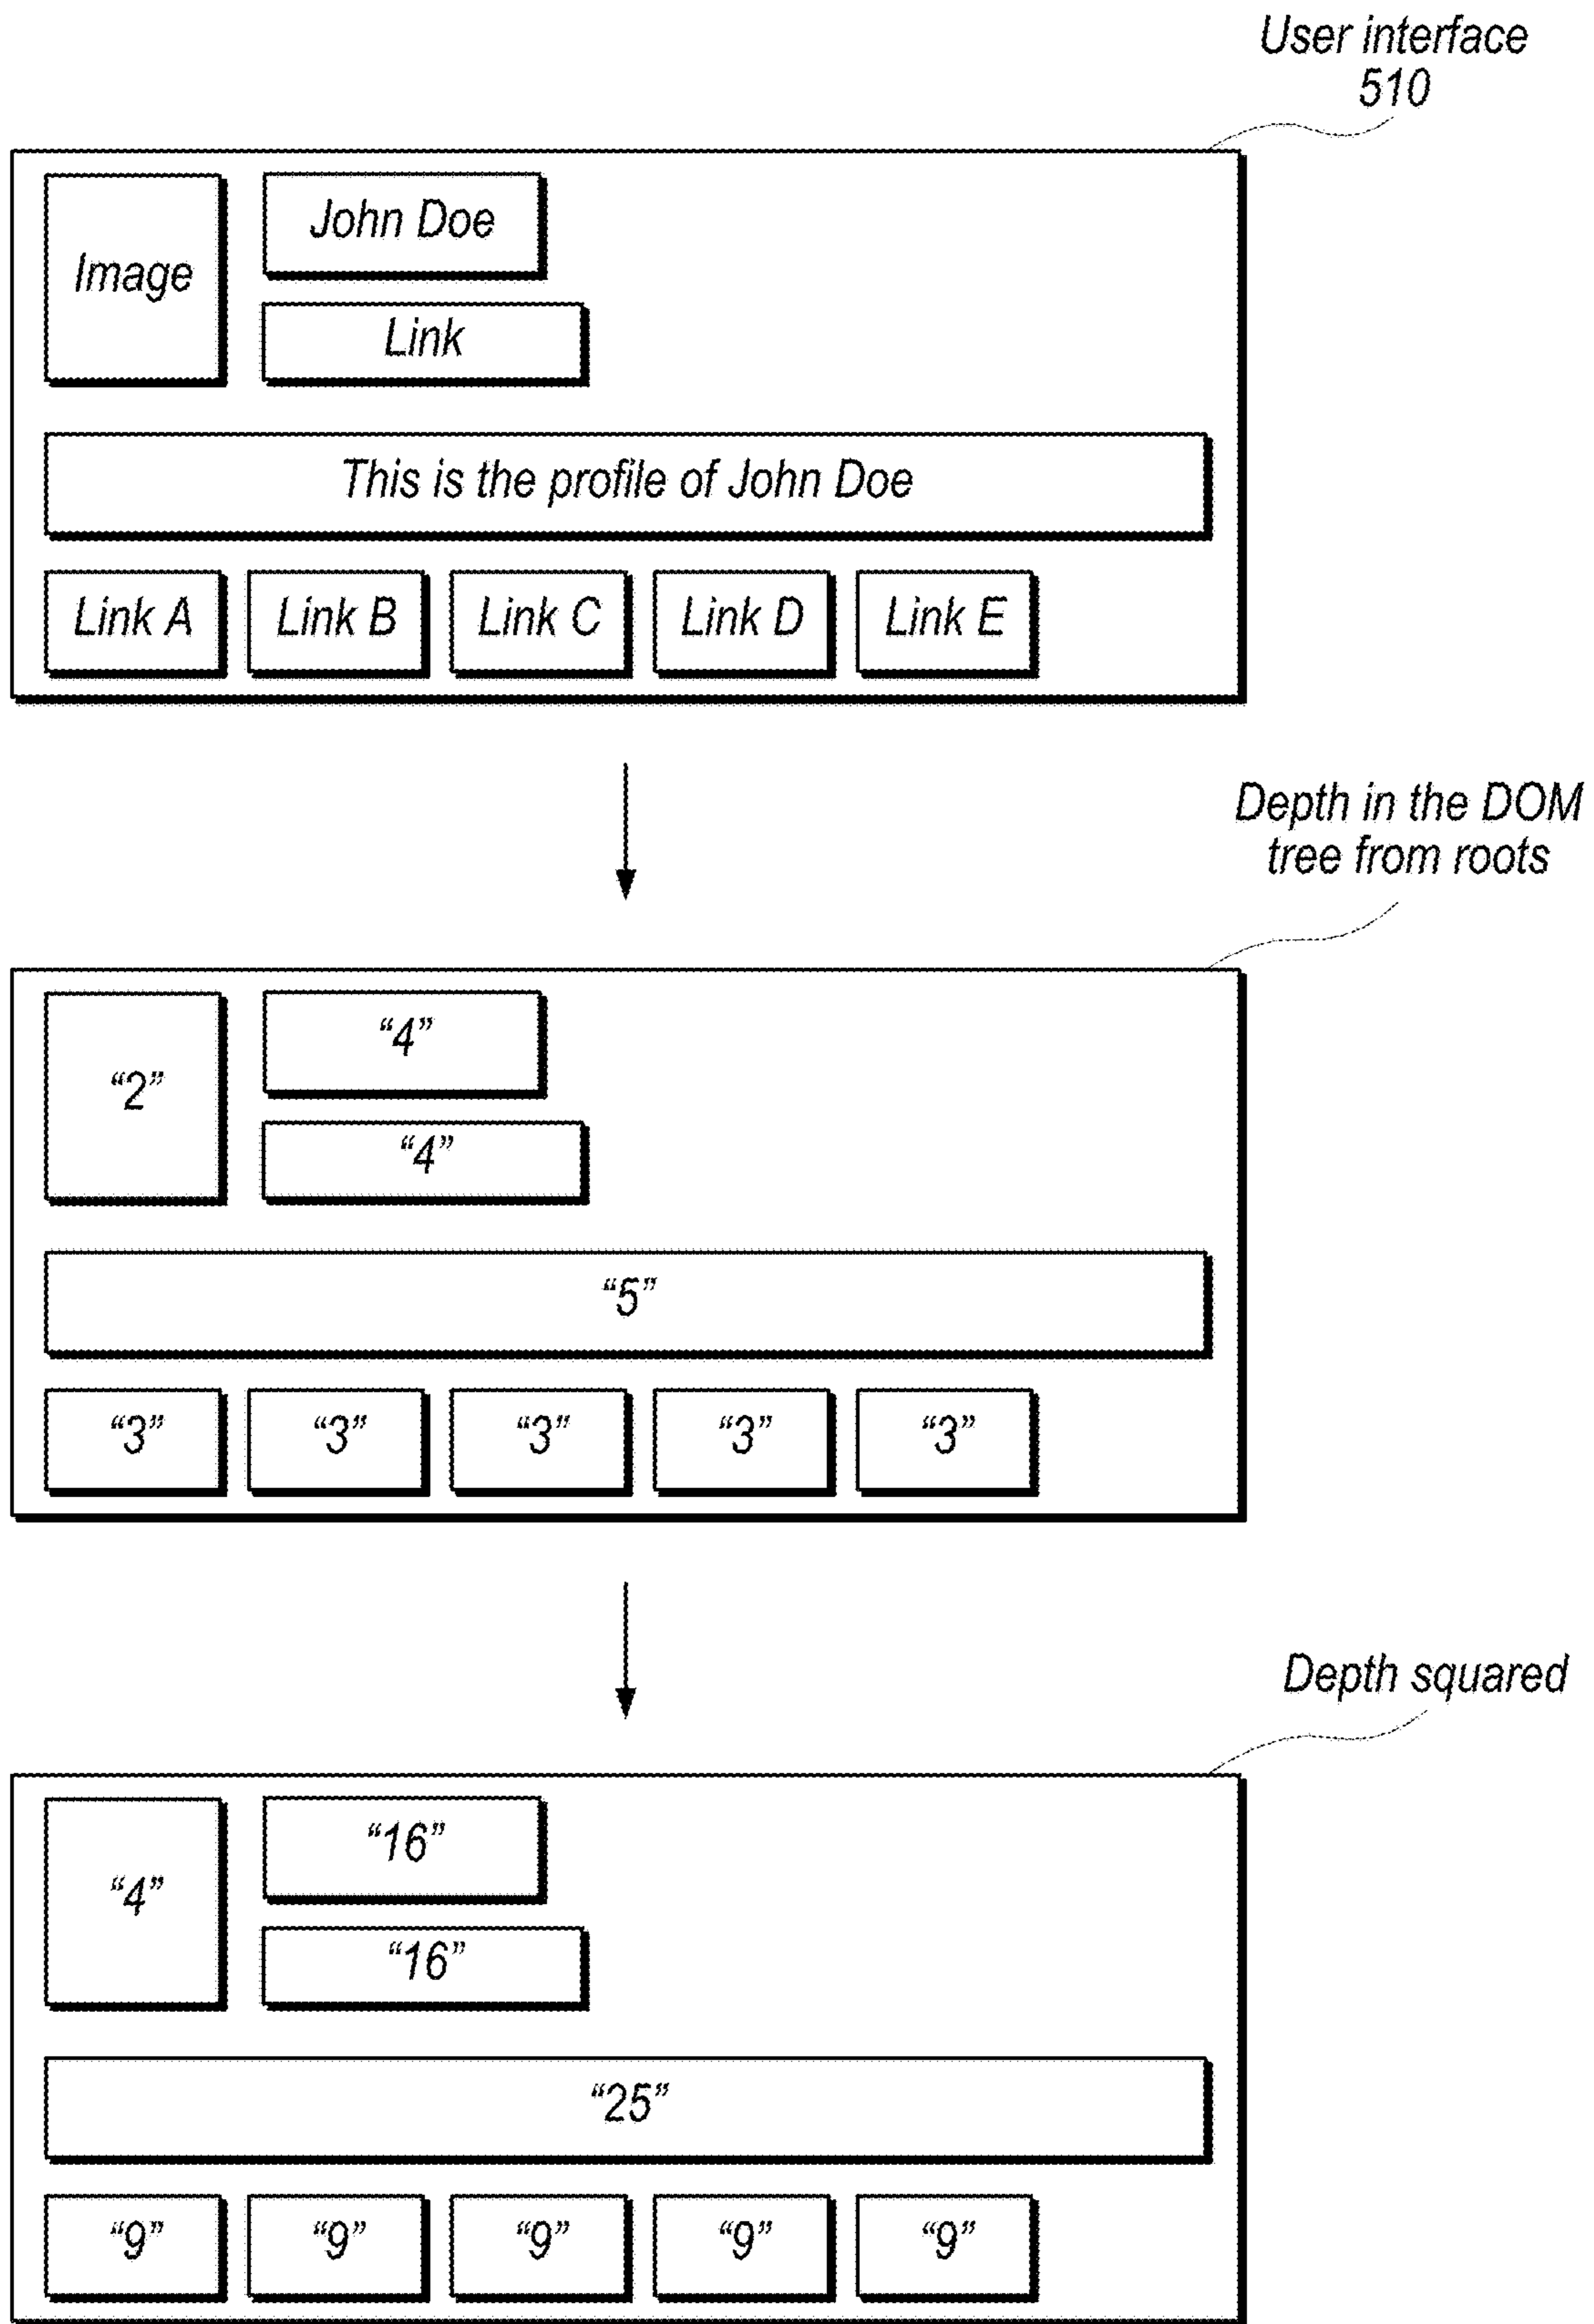 User interface
510
Image
John Doe
Link
This is the profile of John Doe
Link A
Link B
Link C
Link D
Link E
Depth in the DOM
tree from roots
“2”
“4”
“4”
“5”
“3”
“3”
“3”
“3”
“3”
Depth squared
“4”
“16”
“16”
“25”
“9”
“9”
“9”
“9”
“9”